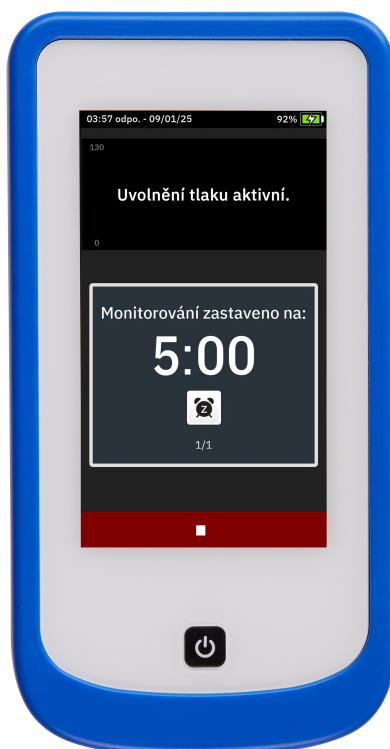 03:57 odpo. - 09/01/25 92%
130
Uvolnění tlaku aktivní.
0
Monitorování zastaveno na:
5:00
Z
1/1